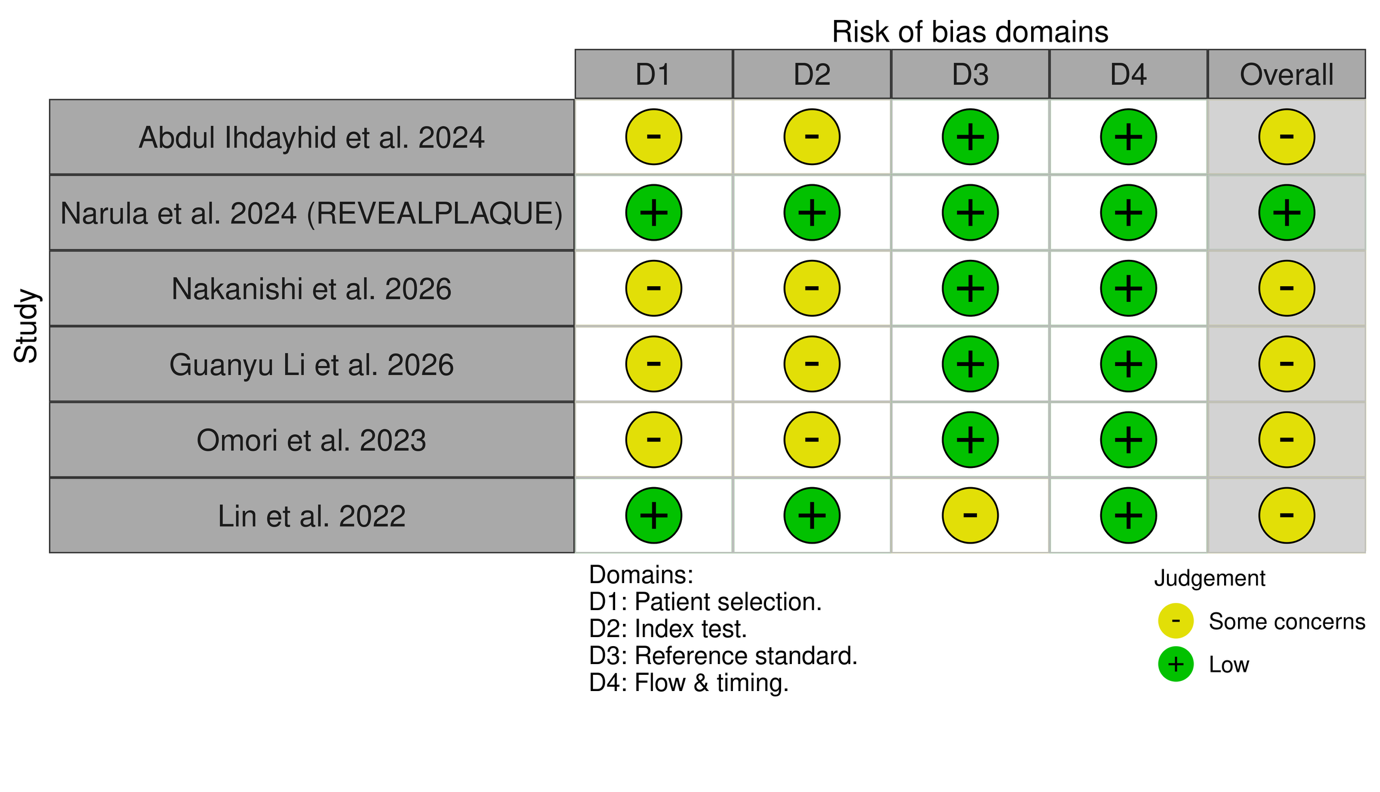 Risk of bias domains
D1 D2 D3 D4 Overall
Study
Abdul Ihdayhid et al. 2024 - - + + -
Narula et al. 2024 (REVEALPLAQUE) + + + + +
Nakanishi et al. 2026 - - + + -
Guanyu Li et al. 2026 - - + + -
Omori et al. 2023 - - + + -
Lin et al. 2022 + + - + -
Domains:
D1: Patient selection.
D2: Index test.
D3: Reference standard.
D4: Flow & timing.
Judgement
- Some concerns
+ Low